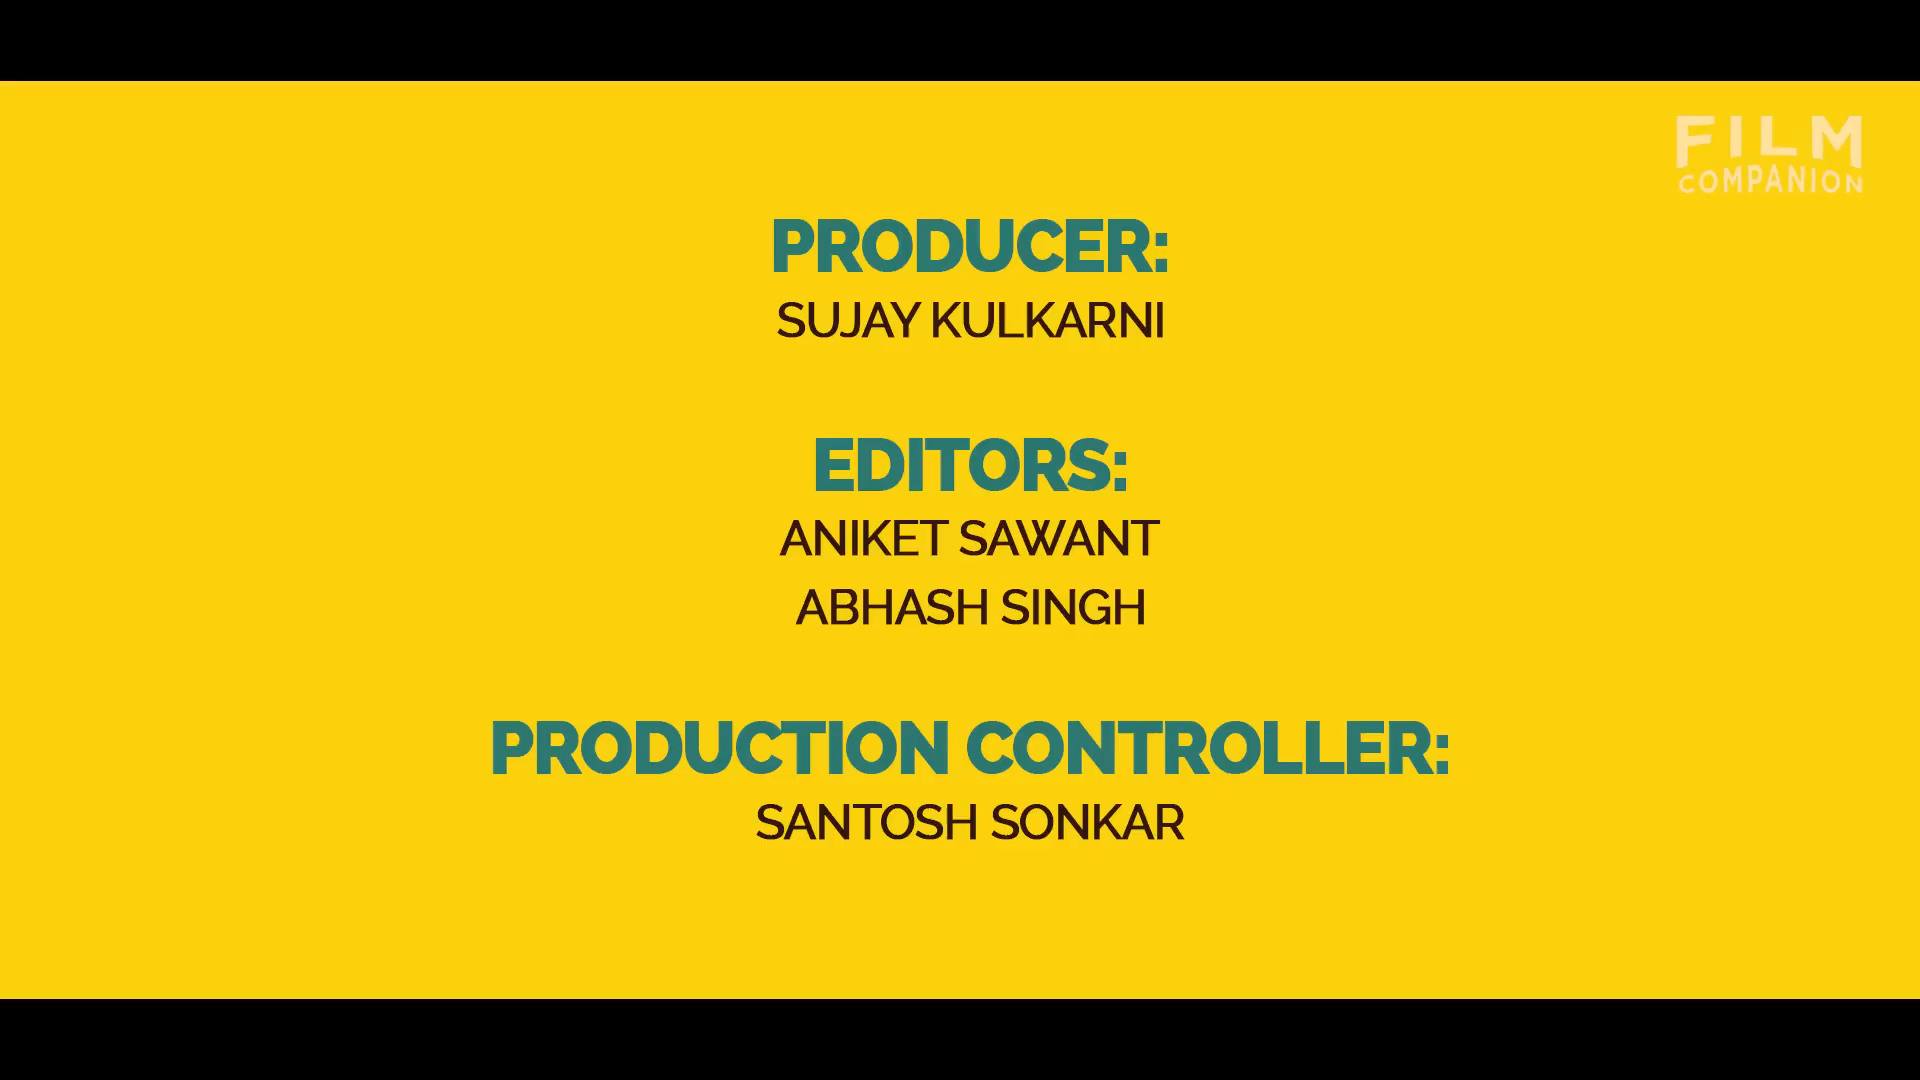 FILM
COMPANION
PRODUCER:
SUJAY KULKARNI
EDITORS:
ANIKET SAWANT
ABHASH SINGH
PRODUCTION CONTROLLER:
SANTOSH SONKAR